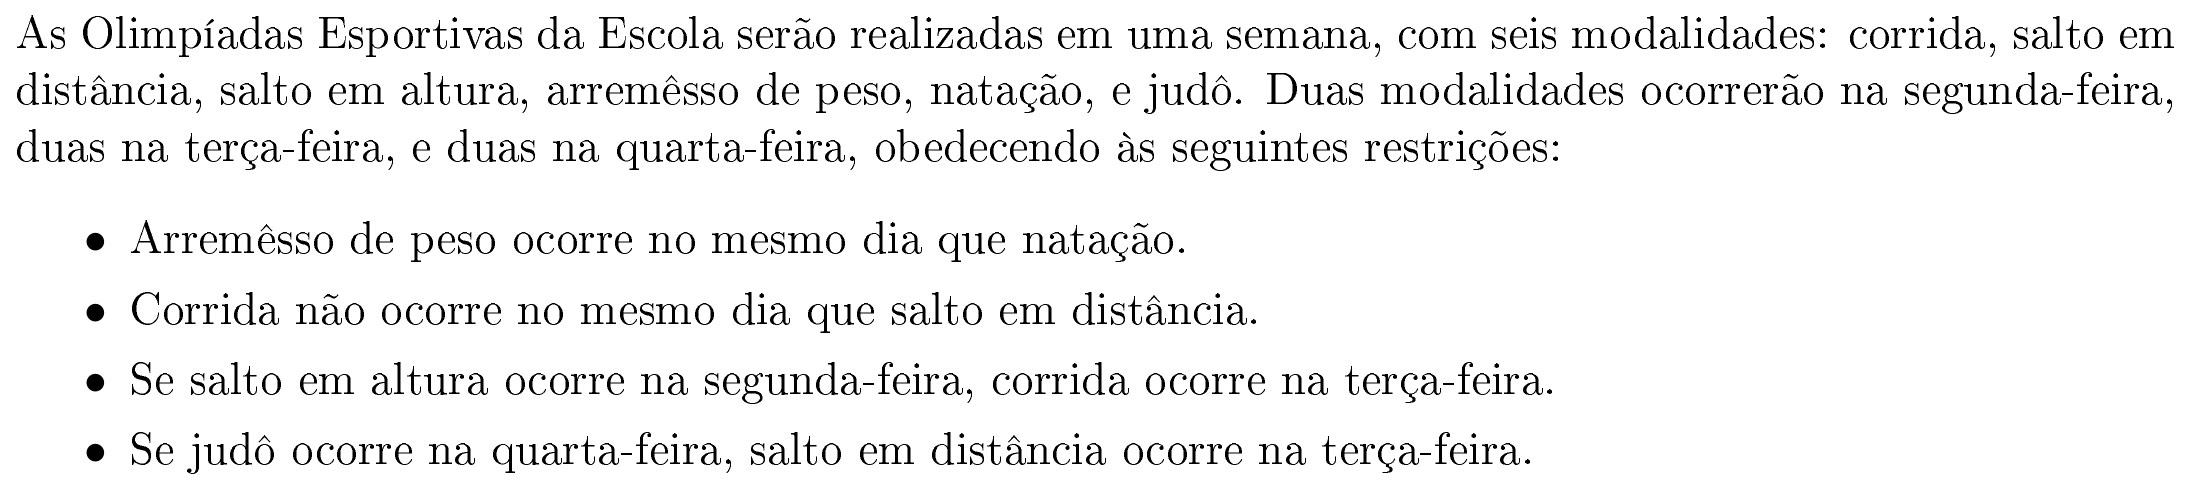 As Olimpíadas Esportivas da Escola serão realizadas em uma semana, com seis modalidades: corrida, salto em
distância, salto em altura, arremêsso de peso, natação, e judô. Duas modalidades ocorrerão na segunda-feira,
duas na terça-feira, e duas na quarta-feira, obedecendo às seguintes restrições:
• Arremêsso de peso ocorre no mesmo dia que natação.
• Corrida não ocorre no mesmo dia que salto em distância.
• Se salto em altura ocorre na segunda-feira, corrida ocorre na terça-feira.
• Se judô ocorre na quarta-feira, salto em distância ocorre na terça-feira.